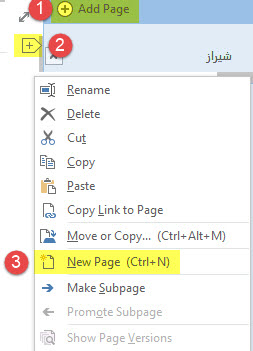 1 Add Page
2
شیراز
Rename
Delete
Cut
Copy
Paste
Copy Link to Page
Move or Copy... (Ctrl+Alt+M)
3 New Page (Ctrl+N)
Make Subpage
Promote Subpage
Show Page Versions